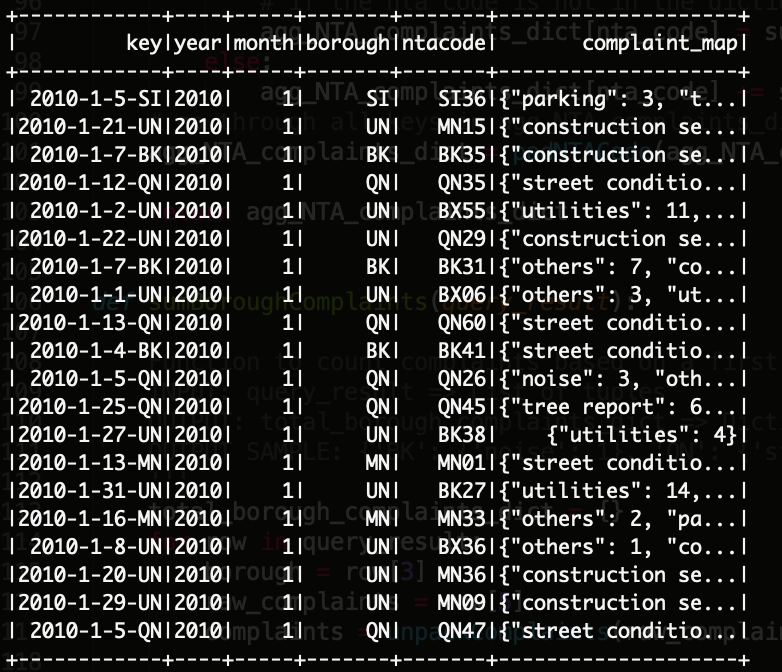 +------------+----+-----+-------+-------+--------------------+
|         key|year|month|borough|ntacode|       complaint_map|
+------------+----+-----+-------+-------+--------------------+
| 2010-1-5-SI|2010|    1|     SI|   SI36|{"parking": 3, "t...|
|2010-1-21-UN|2010|    1|     UN|   MN15|{"construction se...|
| 2010-1-7-BK|2010|    1|     BK|   BK35|{"construction se...|
|2010-1-12-QN|2010|    1|     QN|   QN35|{"street conditio...|
| 2010-1-2-UN|2010|    1|     UN|   BX55|{"utilities": 11,...|
|2010-1-22-UN|2010|    1|     UN|   QN29|{"construction se...|
| 2010-1-7-BK|2010|    1|     BK|   BK31|{"others": 7, "co...|
| 2010-1-1-UN|2010|    1|     UN|   BX06|{"others": 3, "ut...|
|2010-1-13-QN|2010|    1|     QN|   QN60|{"street conditio...|
| 2010-1-4-BK|2010|    1|     BK|   BK41|{"street conditio...|
| 2010-1-5-QN|2010|    1|     QN|   QN26|{"noise": 3, "oth...|
|2010-1-25-QN|2010|    1|     QN|   QN45|{"tree report": 6...|
|2010-1-27-UN|2010|    1|     UN|   BK38|    {"utilities": 4}|
|2010-1-13-MN|2010|    1|     MN|   MN01|{"street conditio...|
|2010-1-31-UN|2010|    1|     UN|   BK27|{"utilities": 14,...|
|2010-1-16-MN|2010|    1|     MN|   MN33|{"others": 2, "pa...|
| 2010-1-8-UN|2010|    1|     UN|   BX36|{"others": 1, "co...|
|2010-1-20-UN|2010|    1|     UN|   MN36|{"construction se...|
|2010-1-29-UN|2010|    1|     UN|   MN09|{"construction se...|
| 2010-1-5-QN|2010|    1|     QN|   QN47|{"street conditio...|
+------------+----+-----+-------+-------+--------------------+